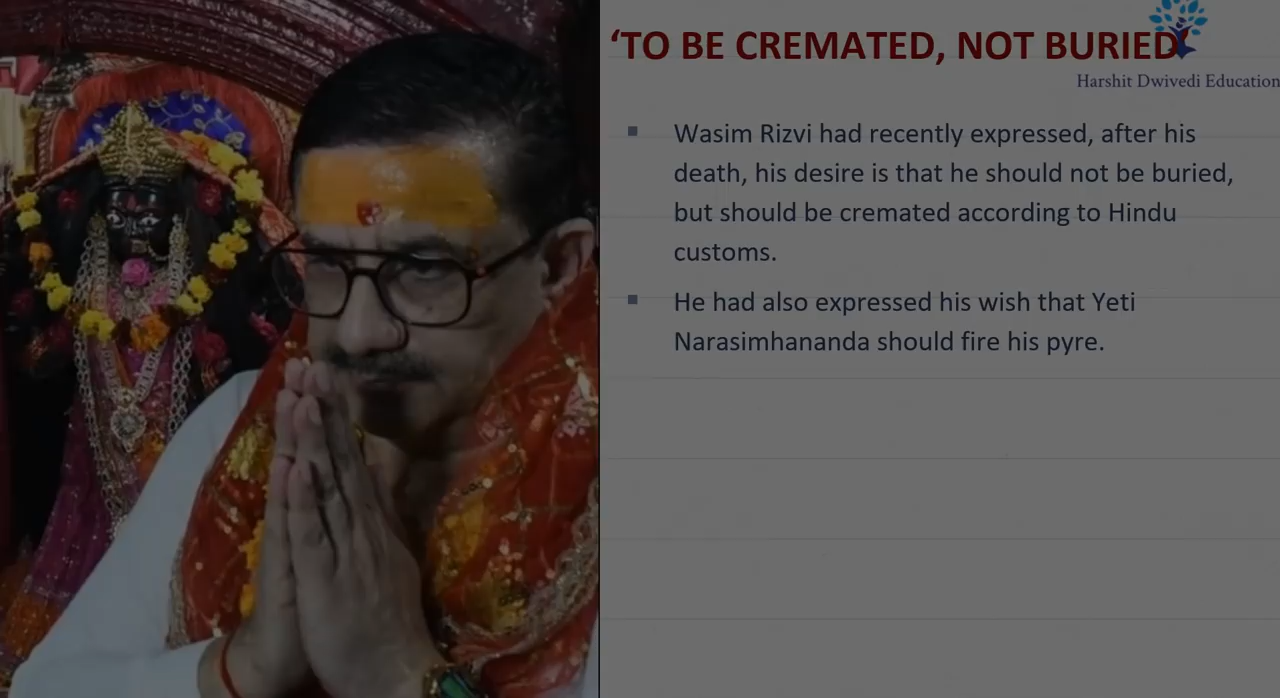 ‘TO BE CREMATED, NOT BURIED’
Harshit Dwivedi Education
Wasim Rizvi had recently expressed, after his
death, his desire is that he should not be buried,
but should be cremated according to Hindu
customs.
He had also expressed his wish that Yeti
Narasimhananda should fire his pyre.